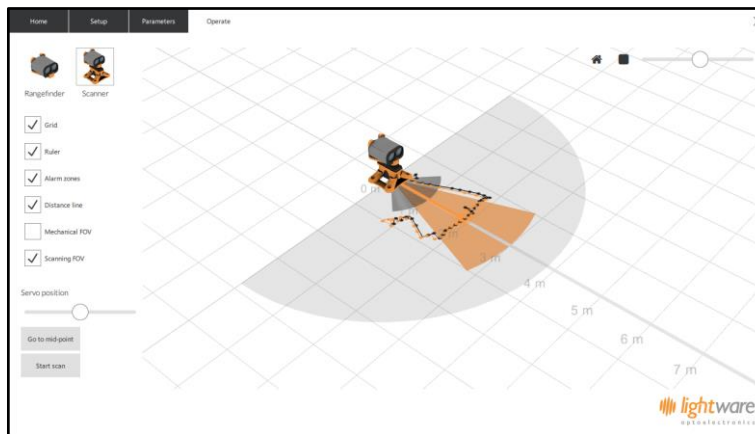 Home
Setup
Parameters
Operate
Rangefinder
Scanner
Grid
Ruler
Alarm zones
Distance line
Mechanical FOV
Scanning FOV
Servo position
Go to mid-point
Start scan
0 m
3 m
4 m
5 m
6 m
7 m
lightware
optoelectronics